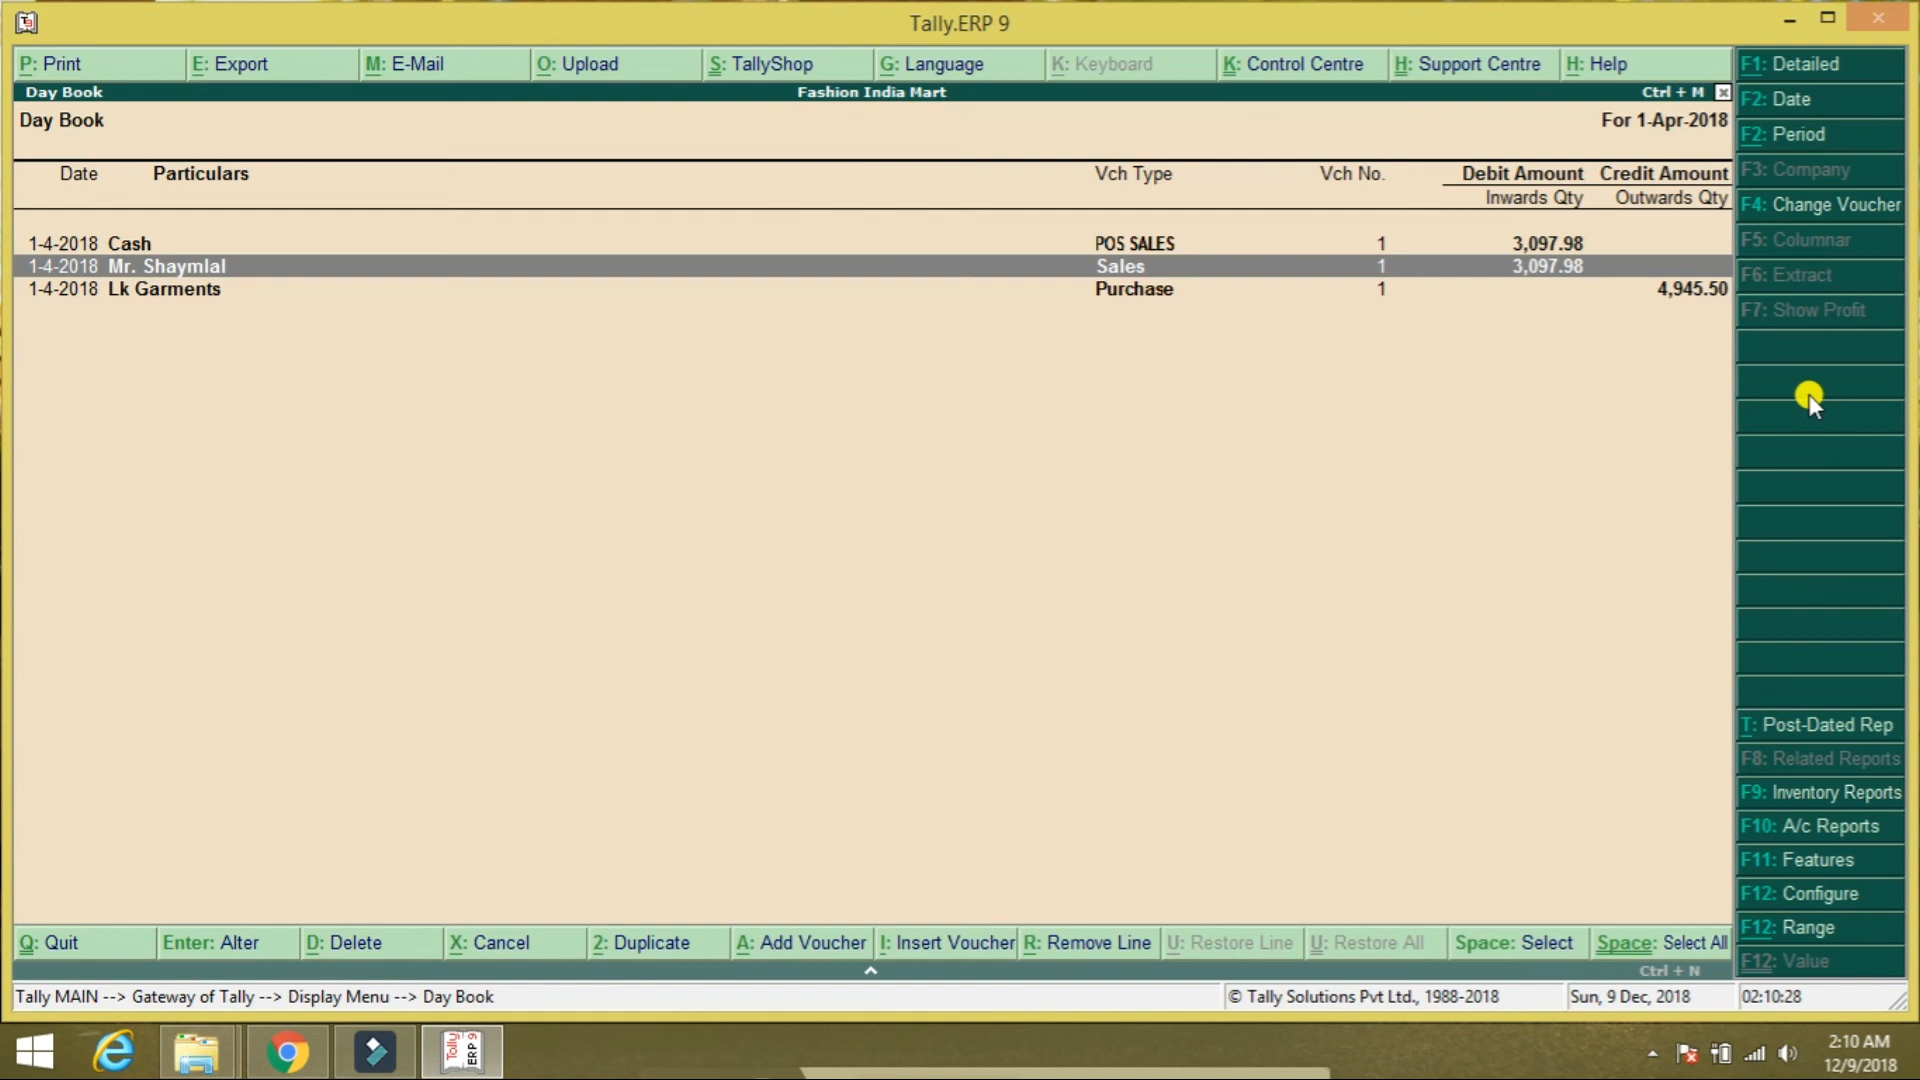 Tally.ERP 9
P: Print E: Export M: E-Mail O: Upload S: TallyShop G: Language K: Keyboard K: Control Centre H: Support Centre H: Help
Day Book Fashion India Mart Ctrl + M
Day Book For 1-Apr-2018
Date Particulars Vch Type Vch No. Debit Amount Credit Amount
Inwards Qty Outwards Qty
1-4-2018 Cash POS SALES 1 3,097.98
1-4-2018 Mr. Shaymlal Sales 1 3,097.98
1-4-2018 Lk Garments Purchase 1 4,945.50
F1: Detailed
F2: Date
F2: Period
F3: Company
F4: Change Voucher
F5: Columnar
F6: Extract
F7: Show Profit
T: Post-Dated Rep
F8: Related Reports
F9: Inventory Reports
F10: A/c Reports
F11: Features
F12: Configure
F12: Range
F12: Value
Q: Quit Enter: Alter D: Delete X: Cancel 2: Duplicate A: Add Voucher I: Insert Voucher R: Remove Line U: Restore Line U: Restore All Space: Select Space: Select All
Ctrl + N
Tally MAIN --> Gateway of Tally --> Display Menu --> Day Book © Tally Solutions Pvt Ltd., 1988-2018 Sun, 9 Dec, 2018 02:10:28
Tally ERP 9
2:10 AM
12/9/2018